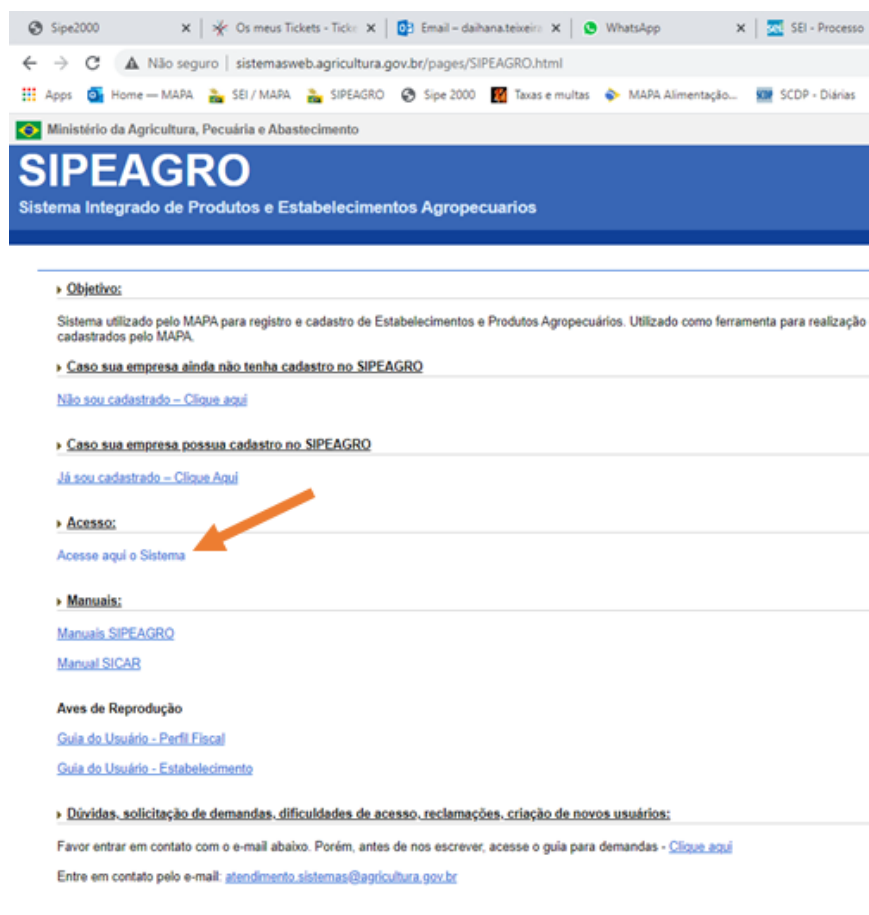 Sipe2000
Os meus Tickets - Ticke
Email – daihana.teixeira
WhatsApp
SEI - Processo
Não seguro | sistemasweb.agricultura.gov.br/pages/SIPEAGRO.html
Apps
Home — MAPA
SEI / MAPA
SIPEAGRO
Sipe 2000
Taxas e multas
MAPA Alimentação...
SCDP - Diárias
Ministério da Agricultura, Pecuária e Abastecimento
SIPEAGRO
Sistema Integrado de Produtos e Estabelecimentos Agropecuarios
Objetivo:
Sistema utilizado pelo MAPA para registro e cadastro de Estabelecimentos e Produtos Agropecuários. Utilizado como ferramenta para realização
cadastrados pelo MAPA.
Caso sua empresa ainda não tenha cadastro no SIPEAGRO
Não sou cadastrado – Clique aqui
Caso sua empresa possua cadastro no SIPEAGRO
Já sou cadastrado – Clique Aqui
Acesso:
Acesse aqui o Sistema
Manuais:
Manuais SIPEAGRO
Manual SICAR
Aves de Reprodução
Guia do Usuário - Perfil Fiscal
Guia do Usuário - Estabelecimento
Dúvidas, solicitação de demandas, dificuldades de acesso, reclamações, criação de novos usuários:
Favor entrar em contato com o e-mail abaixo. Porém, antes de nos escrever, acesse o guia para demandas - Clique aqui
Entre em contato pelo e-mail: atendimento.sistemas@agricultura.gov.br